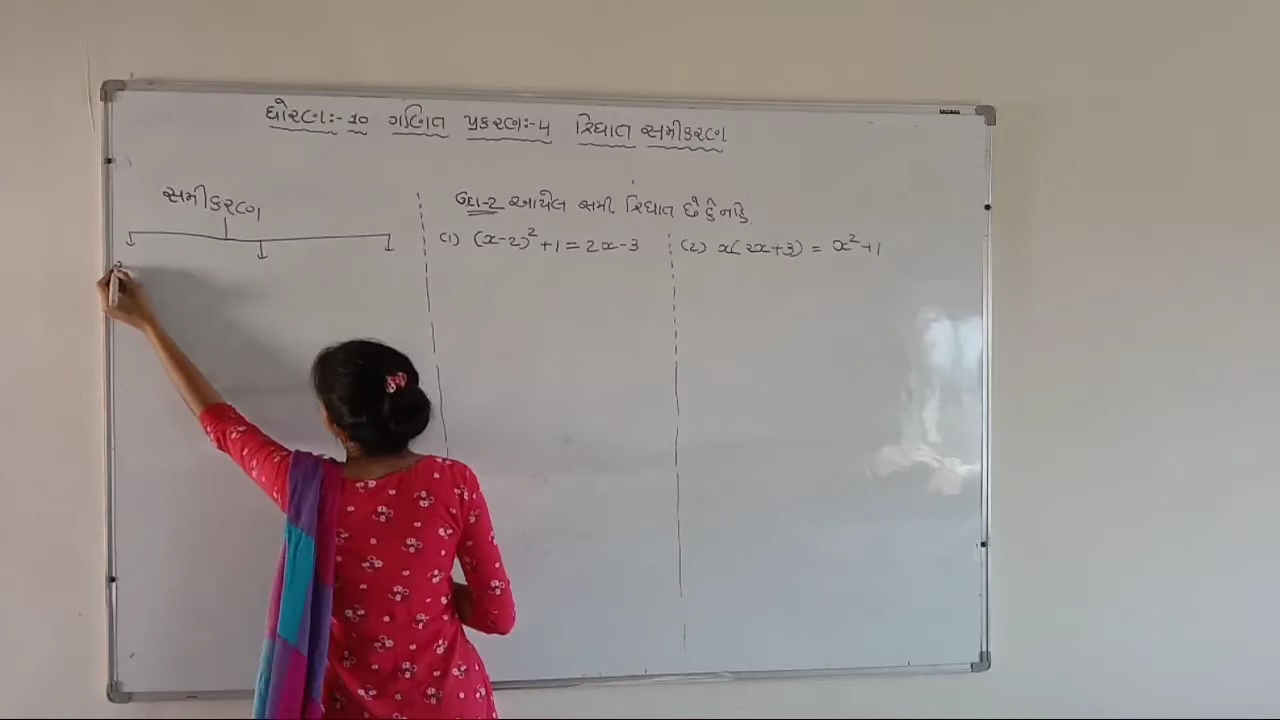 ધોરણ:-૧૦ ગણિત પ્રકરણ:-૪ દ્વિઘાત સમીકરણ
સમીકરણ
ઉદા-૨ આપેલ સમી દ્વિઘાત છે કે નહિ.
(૧) (x-2)² +1 = 2x-3
(૨) x(2x+3) = x²+1